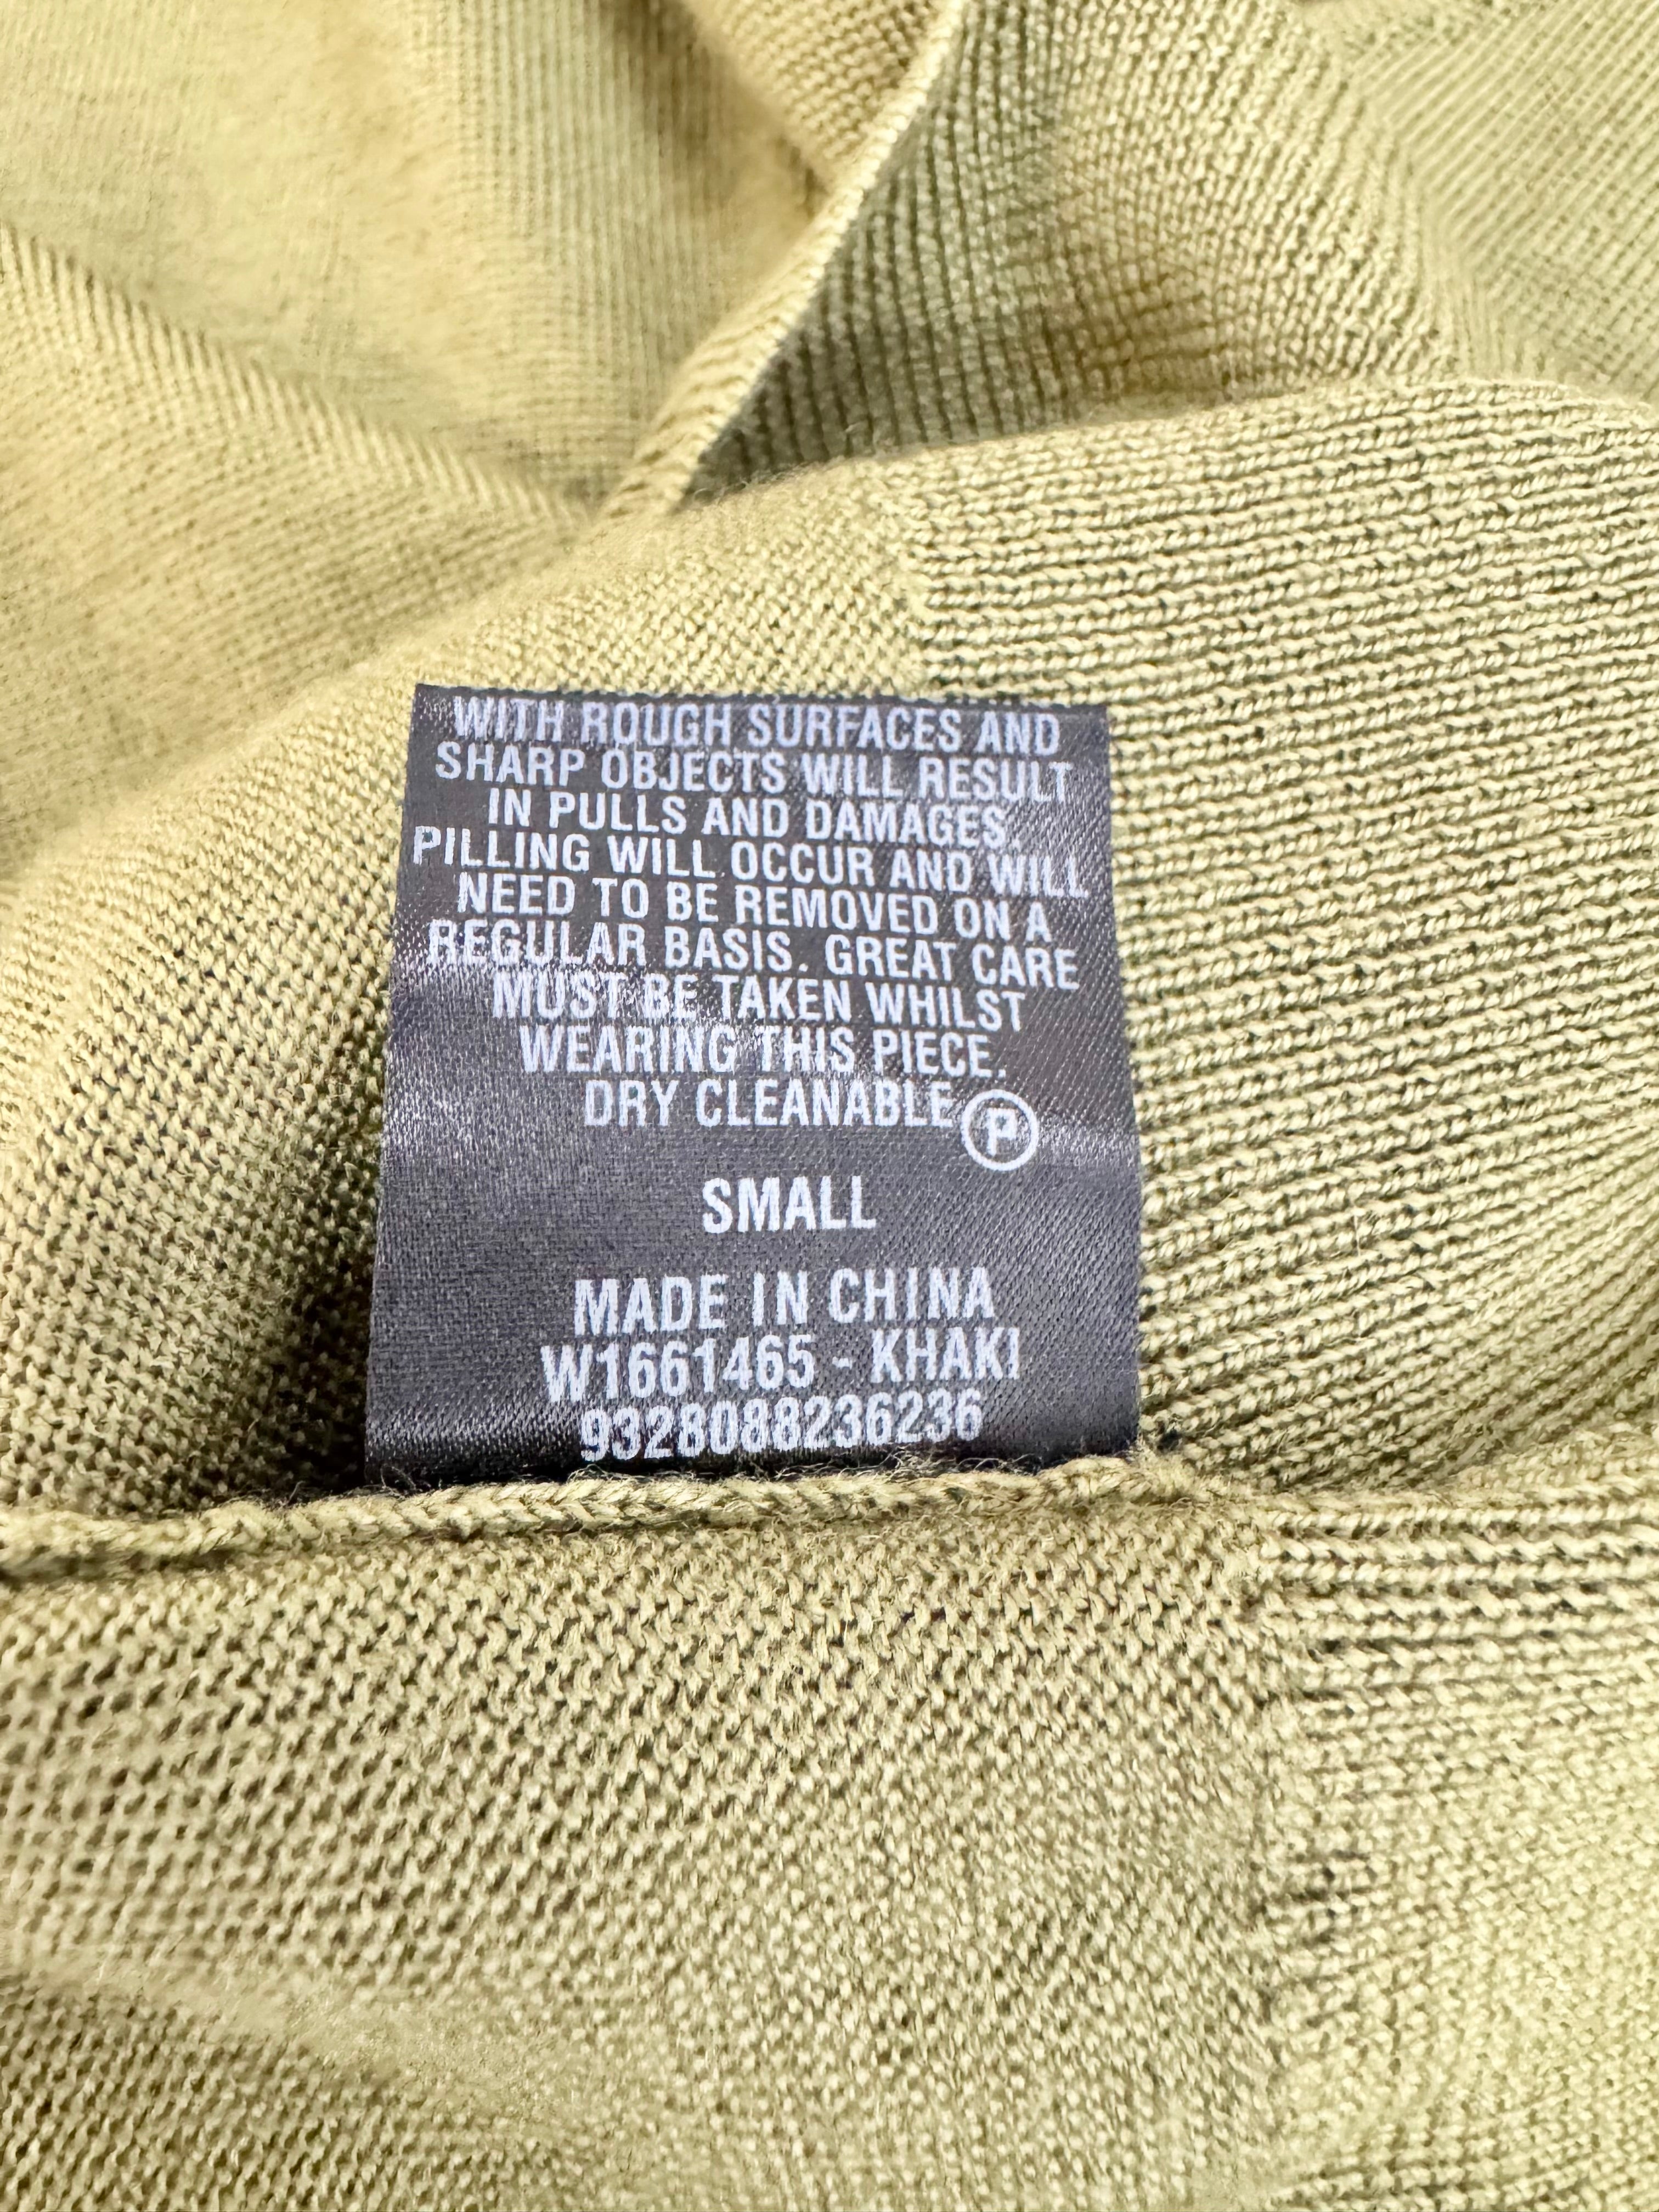 WITH ROUGH SURFACES AND
SHARP OBJECTS WILL RESULT
IN PULLS AND DAMAGES.
PILLING WILL OCCUR AND WILL
NEED TO BE REMOVED ON A
REGULAR BASIS. GREAT CARE
MUST BE TAKEN WHILST
WEARING THIS PIECE.
DRY CLEANABLE Ⓟ
SMALL
MADE IN CHINA
W1661465 - KHAKI
9328088236236